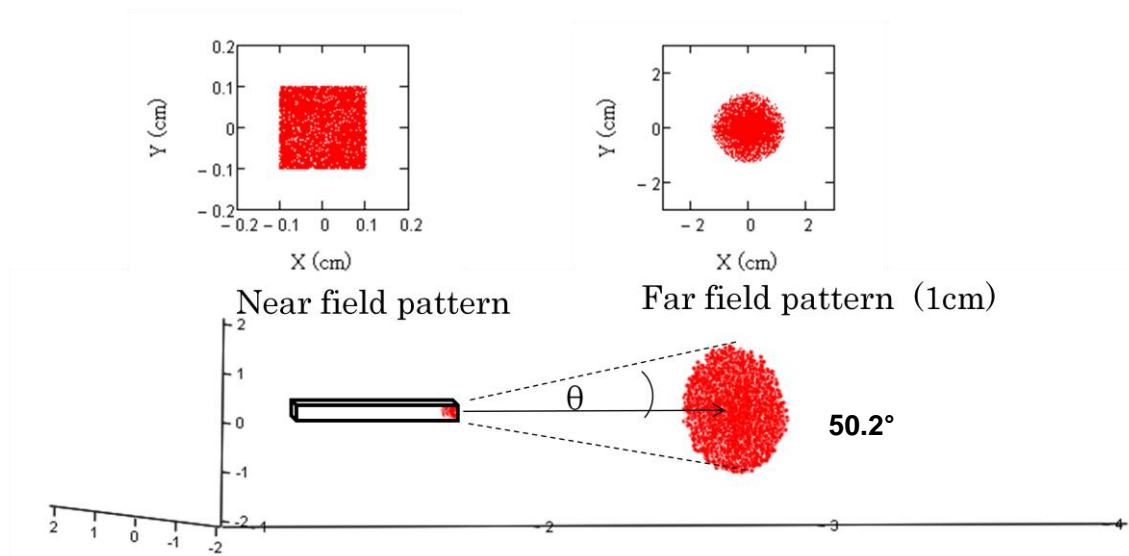 0.2
0.1
0
− 0.1
− 0.2
Y (cm)
− 0.2 − 0.1 0 0.1 0.2
X (cm)
2
0
− 2
Y (cm)
− 2 0 2
X (cm)
Near field pattern
Far field pattern (1cm)
2
1
0
-1
-2
θ
50.2°
2 1 0 -1 -2
1 2 3 4